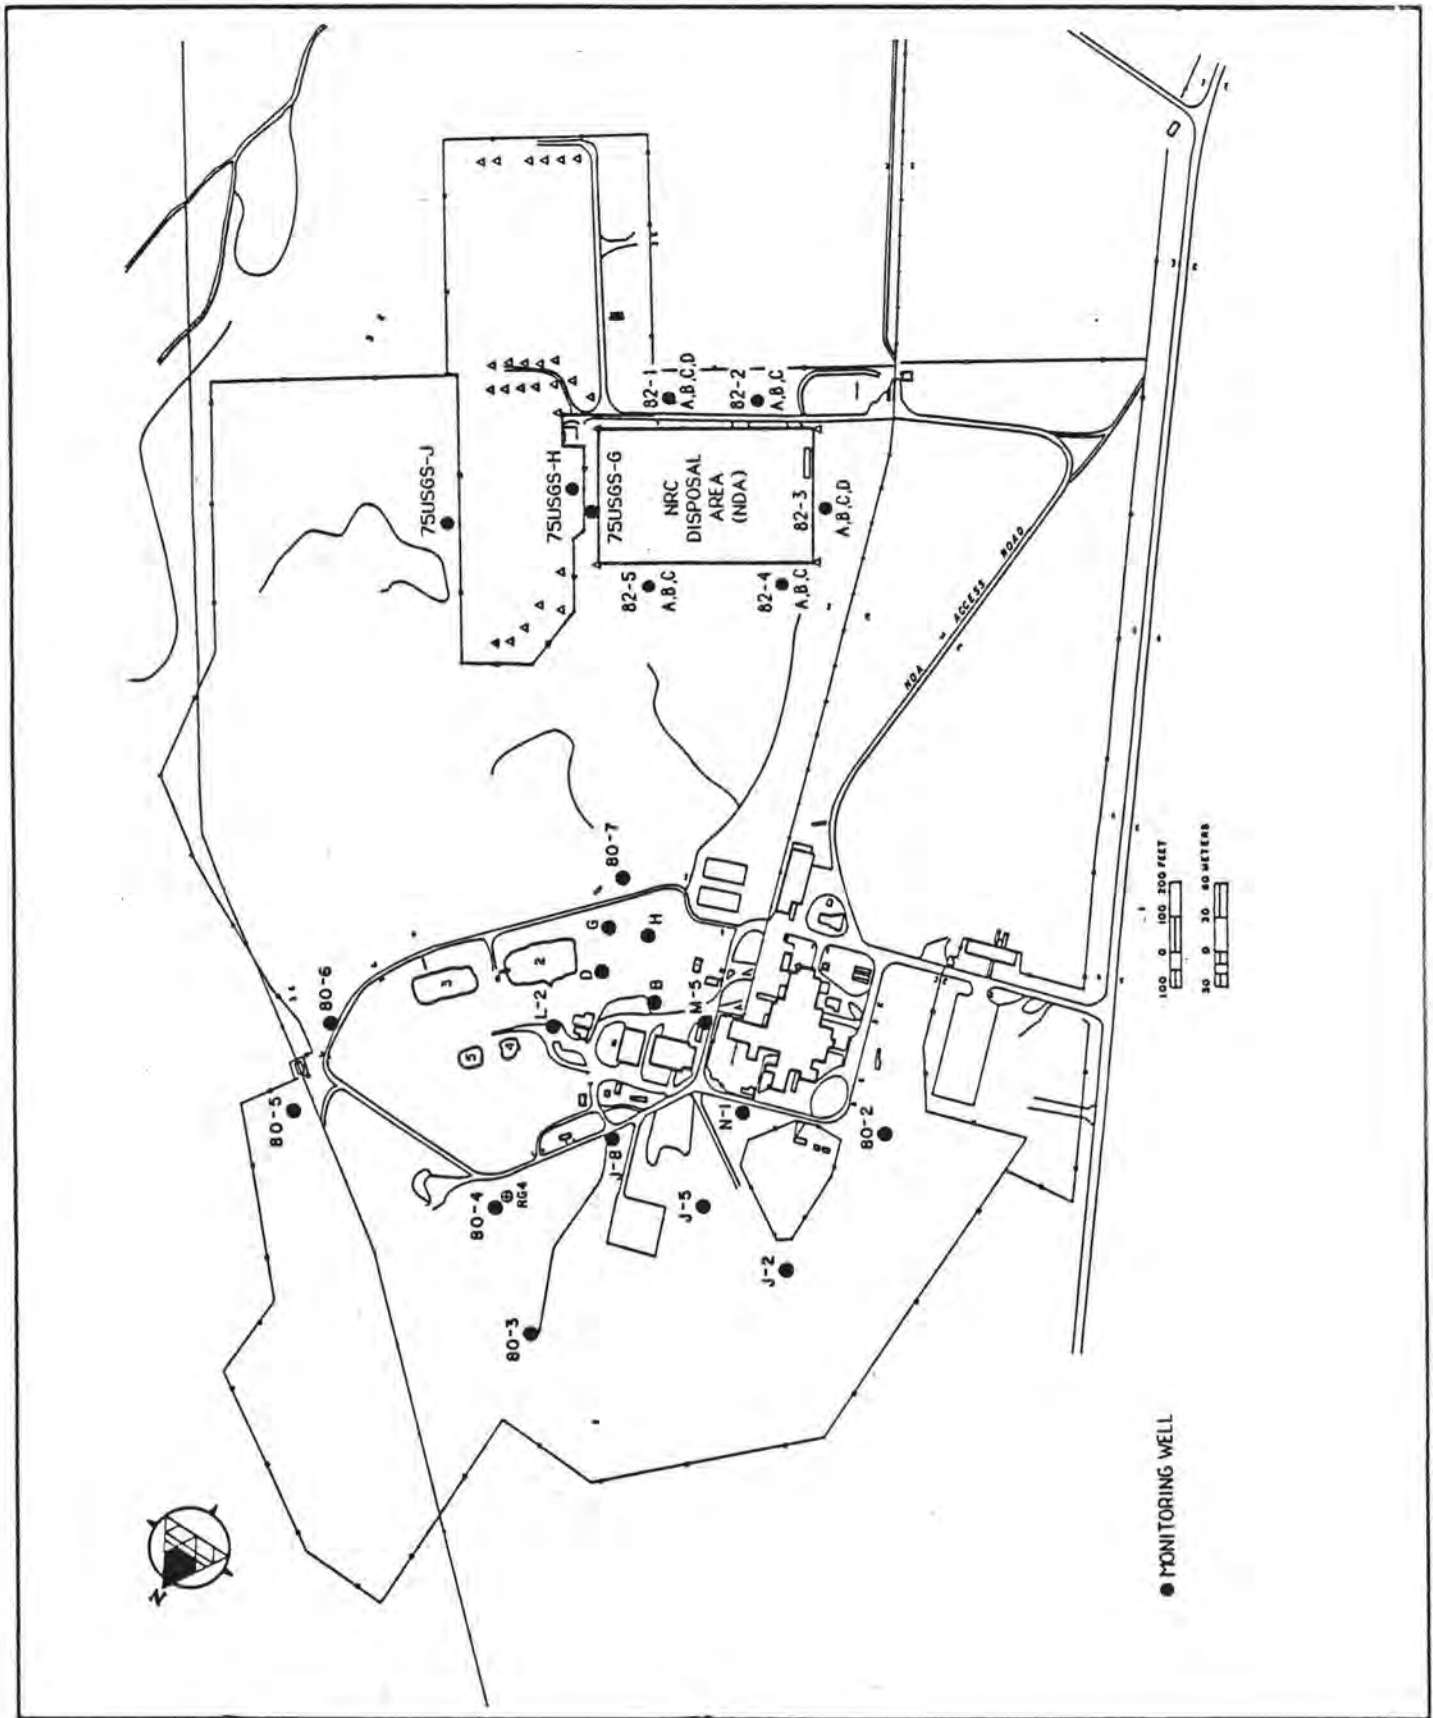 75USGS-J
75USGS-H
75USGS-G
NRC
DISPOSAL
AREA
(NDA)
82-1
A,B,C,D
82-2
A,B,C
82-3
A,B,C,D
82-4
A,B,C
82-5
A,B,C
NDA ACCESS ROAD
80-7
80-6
80-5
G
H
D
B
3
2
L-2
5
4
M-5
N-1
80-2
J-8
80-4
RG4
J-5
J-2
80-3
100 0 100 200 FEET
30 0 30 60 METERS
N
MONITORING WELL